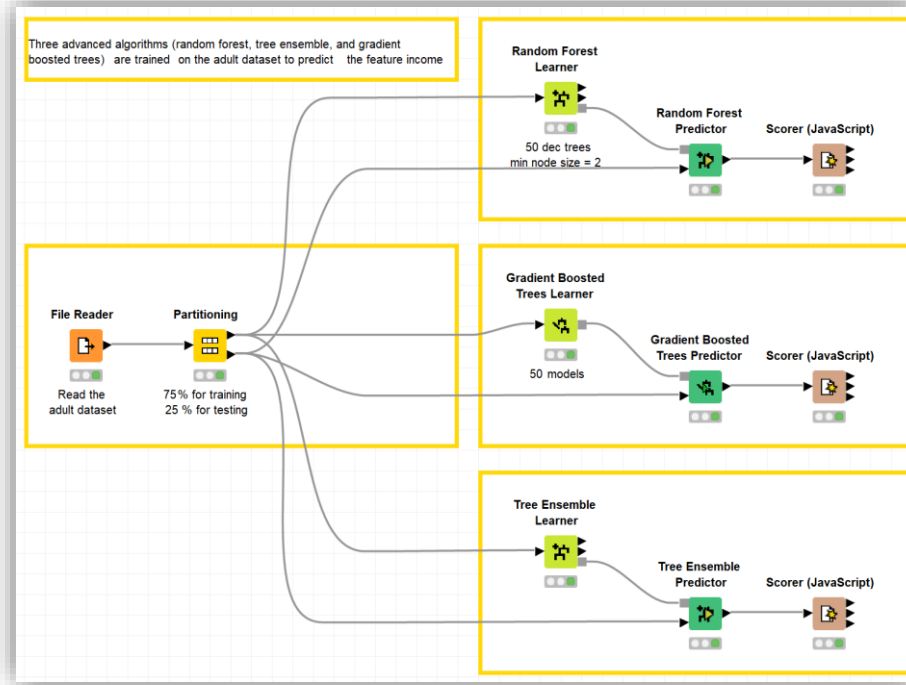 Three advanced algorithms (random forest, tree ensemble, and gradient
boosted trees) are trained on the adult dataset to predict the feature income
Random Forest
Learner
50 dec trees
min node size = 2
Random Forest
Predictor
Scorer (JavaScript)
File Reader
Read the
adult dataset
Partitioning
75% for training
25 % for testing
Gradient Boosted
Trees Learner
50 models
Gradient Boosted
Trees Predictor
Scorer (JavaScript)
Tree Ensemble
Learner
Tree Ensemble
Predictor
Scorer (JavaScript)